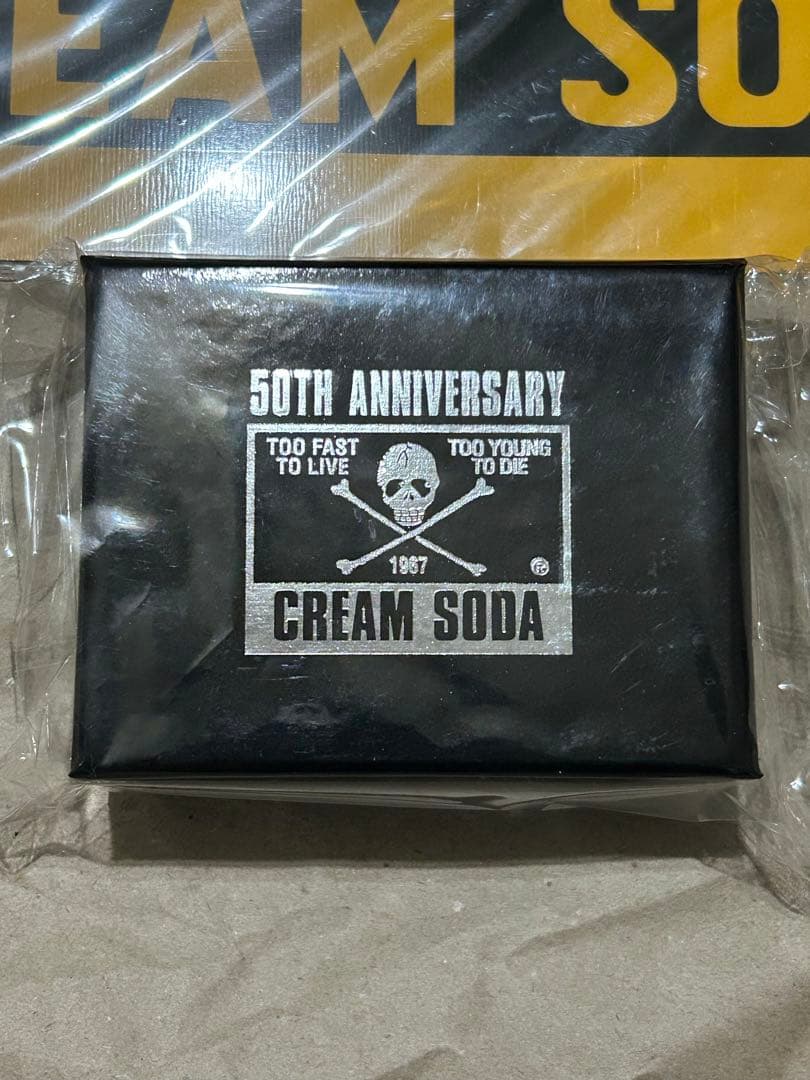 EAM SO
50TH ANNIVERSARY
TOO FAST TO LIVE
TOO YOUNG TO DIE
1967
®
CREAM SODA